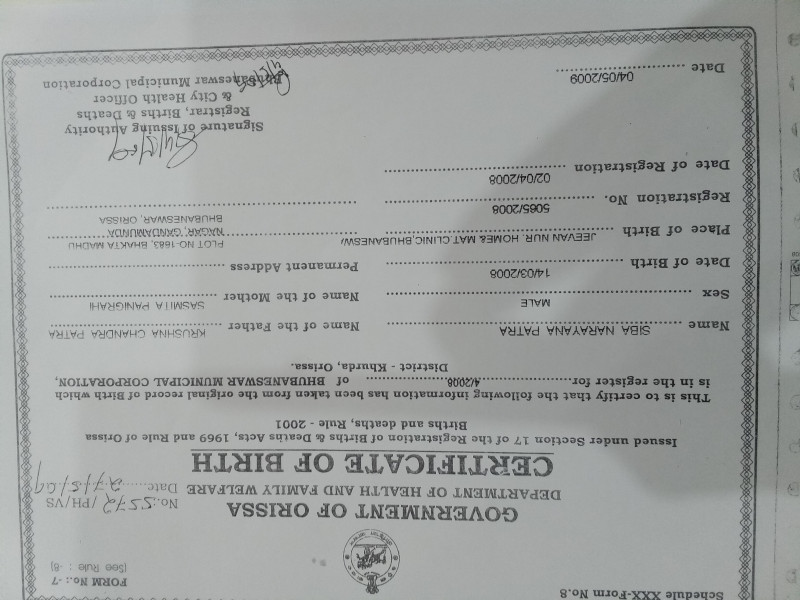 Schedule XXX-Form No.8
FORM No.:-7
(See Rule : -8)
GOVERNMENT OF ORISSA
DEPARTMENT OF HEALTH AND FAMILY WELFARE
No.:5572/PH/VS
Date......
CERTIFICATE OF BIRTH
Issued under Section 17 of the Registration of Births & Deaths Acts, 1969 and Rule of Orissa
Births and deaths, Rule - 2001
This is to certify that the following information has been taken from the original record of Birth which
is in the register for 4/2008 of BHUBANESWAR MUNICIPAL CORPORATION,
District - Khurda, Orissa.
Name SIBA NARAYANA PATRA
Name of the Father KRUSHNA CHANDRA PATRA
Sex MALE
Name of the Mother SASMITA PANIGRAHI
Date of Birth 14/03/2008
Permanent Address
Place of Birth JEEVAN NUR. HOME& MAT.CLINIC,BHUBANESWA
PLOT NO-1683, BHAKTA MADHU
NAGAR, GANDAMUNDA
Registration No. 5085/2008
BHUBANESWAR, ORISSA
Date of Registration 02/04/2008
Signature of Issuing Authority
Registrar, Births & Deaths
& City Health Officer
Bhubaneswar Municipal Corporation
Date 04/05/2009